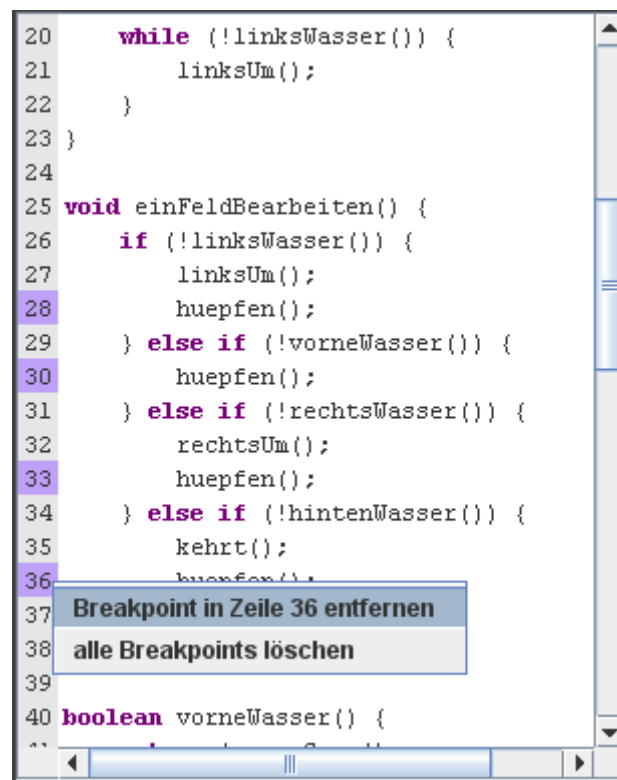 20     while (!linksWasser()) {
21         linksUm();
22     }
23 }
24
25 void einFeldBearbeiten() {
26     if (!linksWasser()) {
27         linksUm();
28         huepfen();
29     } else if (!vorneWasser()) {
30         huepfen();
31     } else if (!rechtsWasser()) {
32         rechtsUm();
33         huepfen();
34     } else if (!hintenWasser()) {
35         kehrt();
36         huepfen();
37 Breakpoint in Zeile 36 entfernen
38 alle Breakpoints löschen
39
40 boolean vorneWasser() {